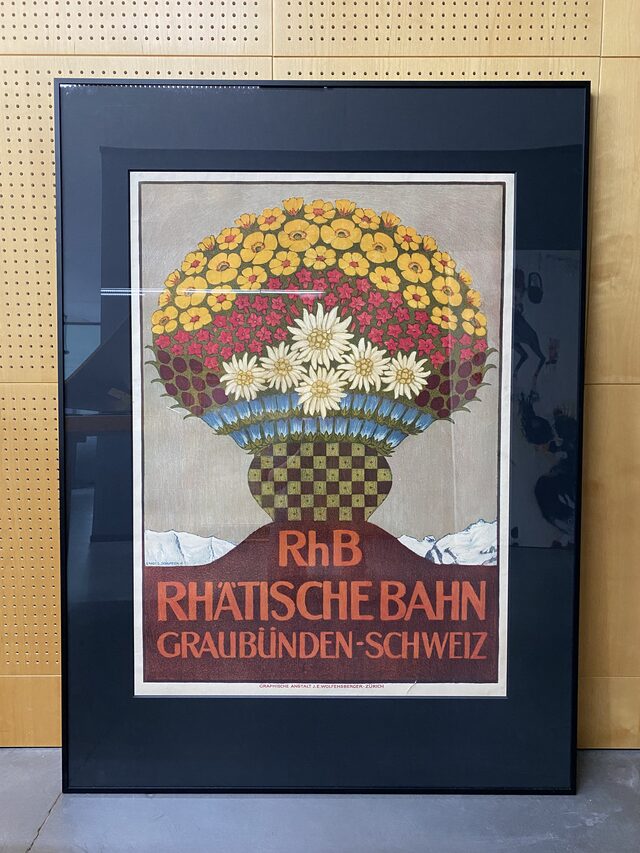 RhB
RHÄTISCHE BAHN
GRAUBÜNDEN-SCHWEIZ
GRAPHISCHE ANSTALT J.E. WOLFENSBERGER - ZÜRICH